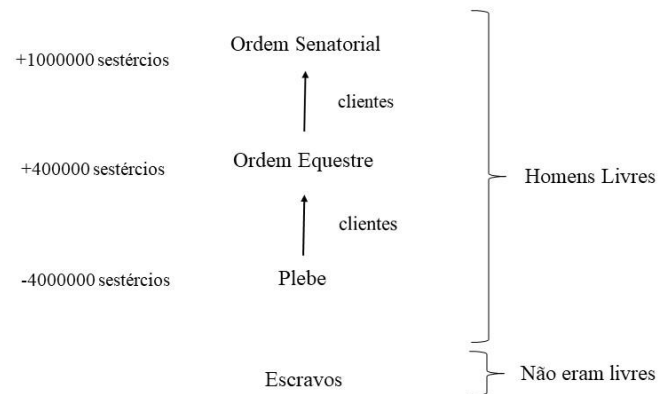 Ordem Senatorial
+1000000 sestércios
clientes
Ordem Equestre
+400000 sestércios
Homens Livres
clientes
-4000000 sestércios
Plebe
Escravos
Não eram livres